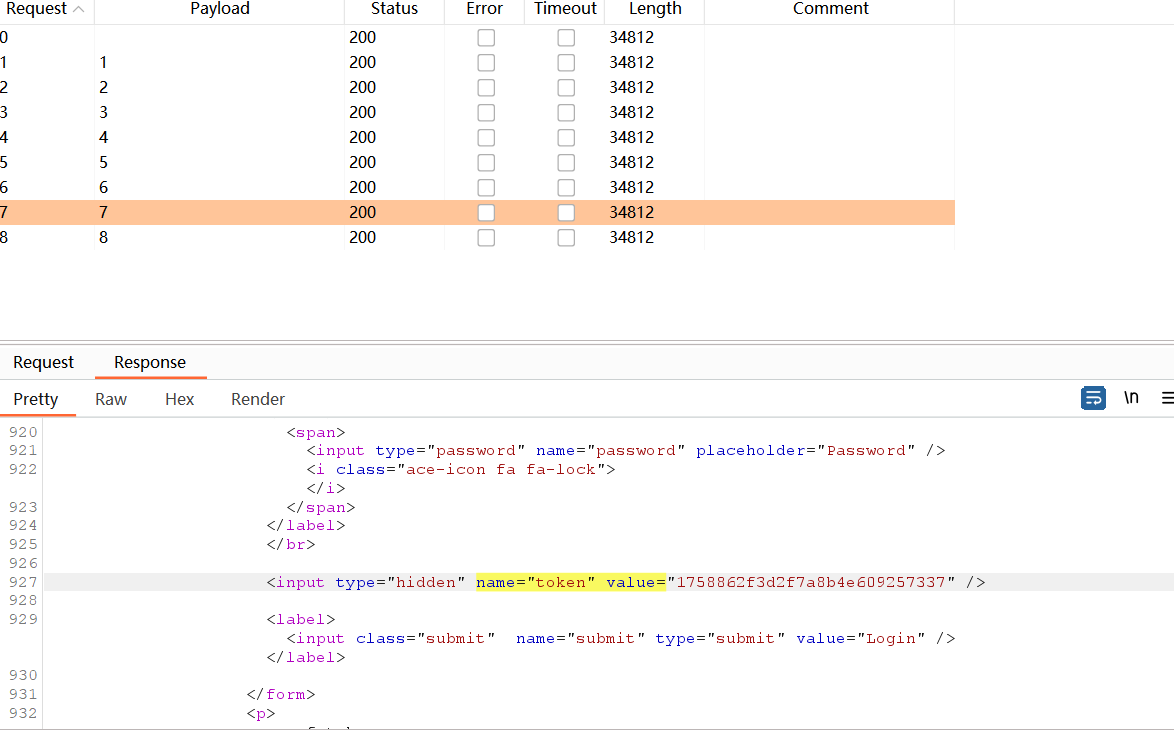 Request Payload Status Error Timeout Length Comment
0 200 34812
1 1 200 34812
2 2 200 34812
3 3 200 34812
4 4 200 34812
5 5 200 34812
6 6 200 34812
7 7 200 34812
8 8 200 34812
Request Response
Pretty Raw Hex Render \n
920 <span>
921 <input type="password" name="password" placeholder="Password" />
922 <i class="ace-icon fa fa-lock">
</i>
923 </span>
924 </label>
925 </br>
926
927 <input type="hidden" name="token" value="1758862f3d2f7a8b4e609257337" />
928
929 <label>
<input class="submit"  name="submit" type="submit" value="Login" />
</label>
930
931 </form>
932 <p>